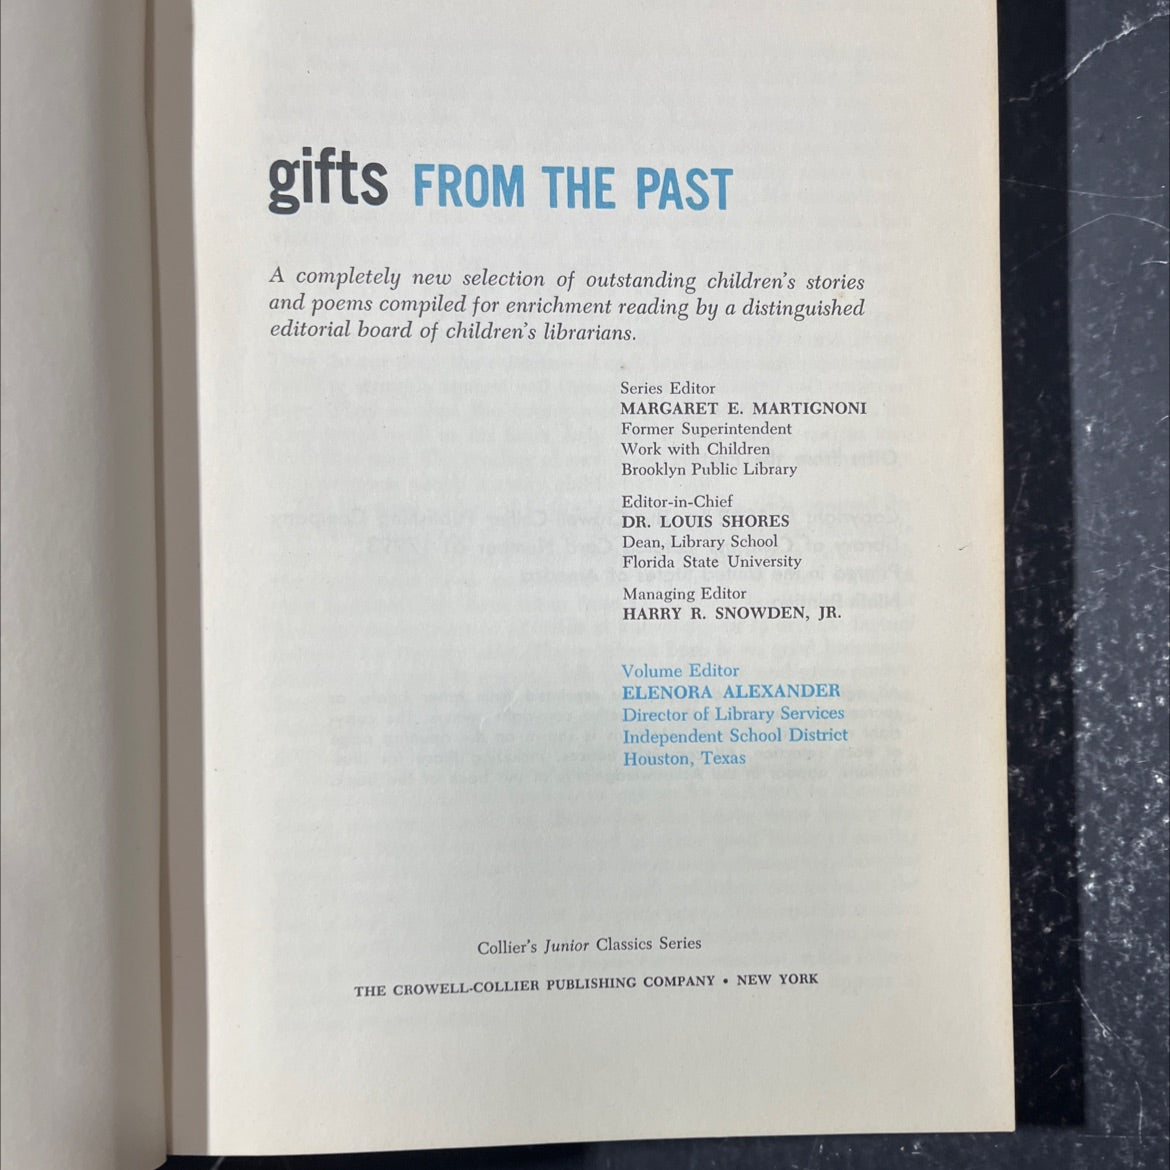 gifts FROM THE PAST
A completely new selection of outstanding children's stories
and poems compiled for enrichment reading by a distinguished
editorial board of children's librarians.
Series Editor
MARGARET E. MARTIGNONI
Former Superintendent
Work with Children
Brooklyn Public Library
Editor-in-Chief
DR. LOUIS SHORES
Dean, Library School
Florida State University
Managing Editor
HARRY R. SNOWDEN, JR.
Volume Editor
ELENORA ALEXANDER
Director of Library Services
Independent School District
Houston, Texas
Collier's Junior Classics Series
THE CROWELL-COLLIER PUBLISHING COMPANY • NEW YORK